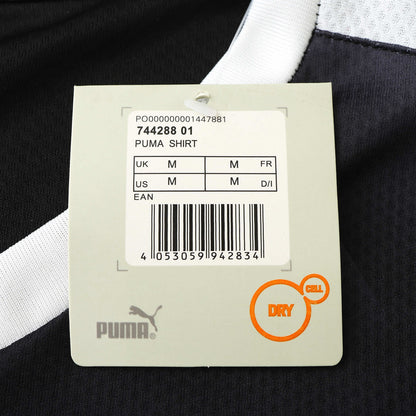 PO000000001447881
744288 01
PUMA SHIRT
UK M M FR
US M M D/I
EAN
4 053059 942834
CELL
DRY
PUMA®